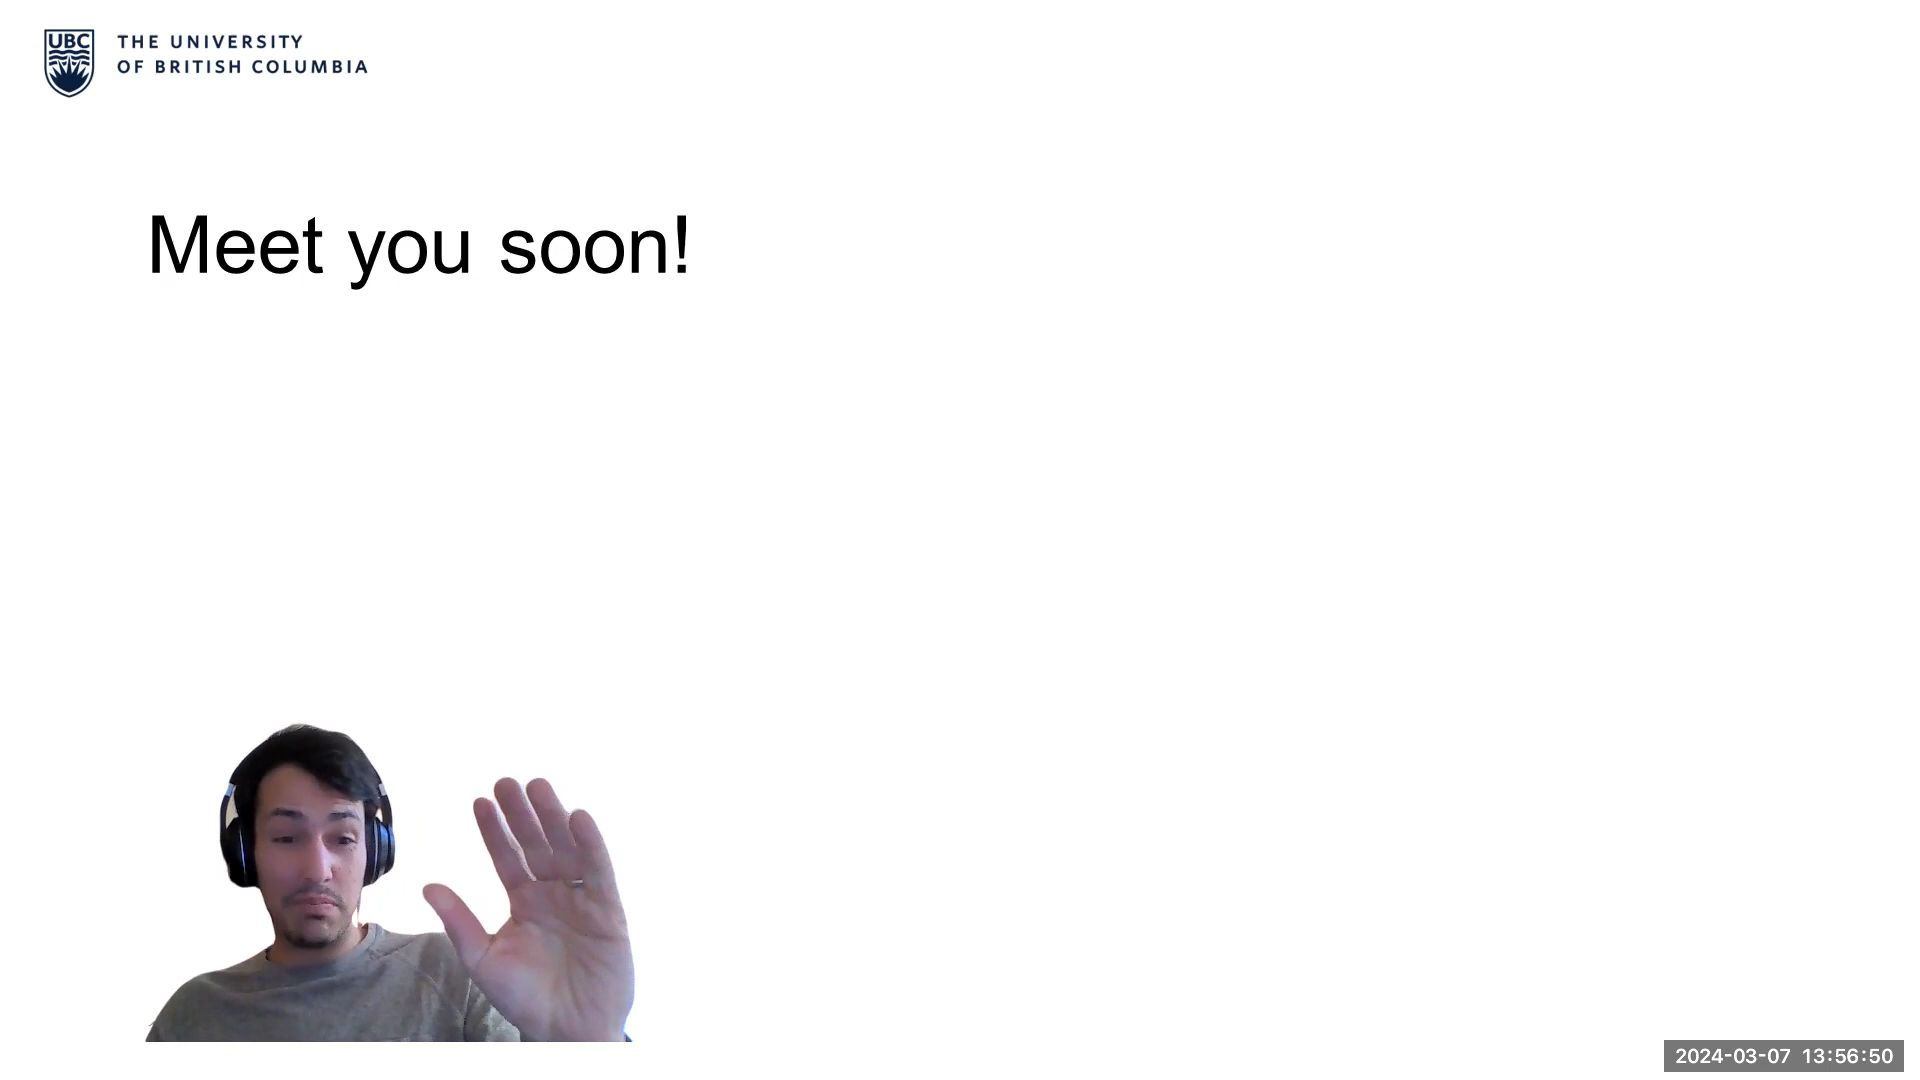 UBC
THE UNIVERSITY
OF BRITISH COLUMBIA
Meet you soon!
2024-03-07 13:56:50